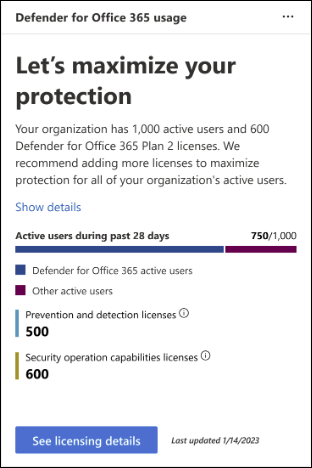 Defender for Office 365 usage ...
Let's maximize your
protection
Your organization has 1,000 active users and 600
Defender for Office 365 Plan 2 licenses. We
recommend adding more licenses to maximize
protection for all of your organization's active users.
Show details
Active users during past 28 days 750/1,000
Defender for Office 365 active users
Other active users
Prevention and detection licenses
500
Security operation capabilities licenses
600
See licensing details Last updated 1/14/2023